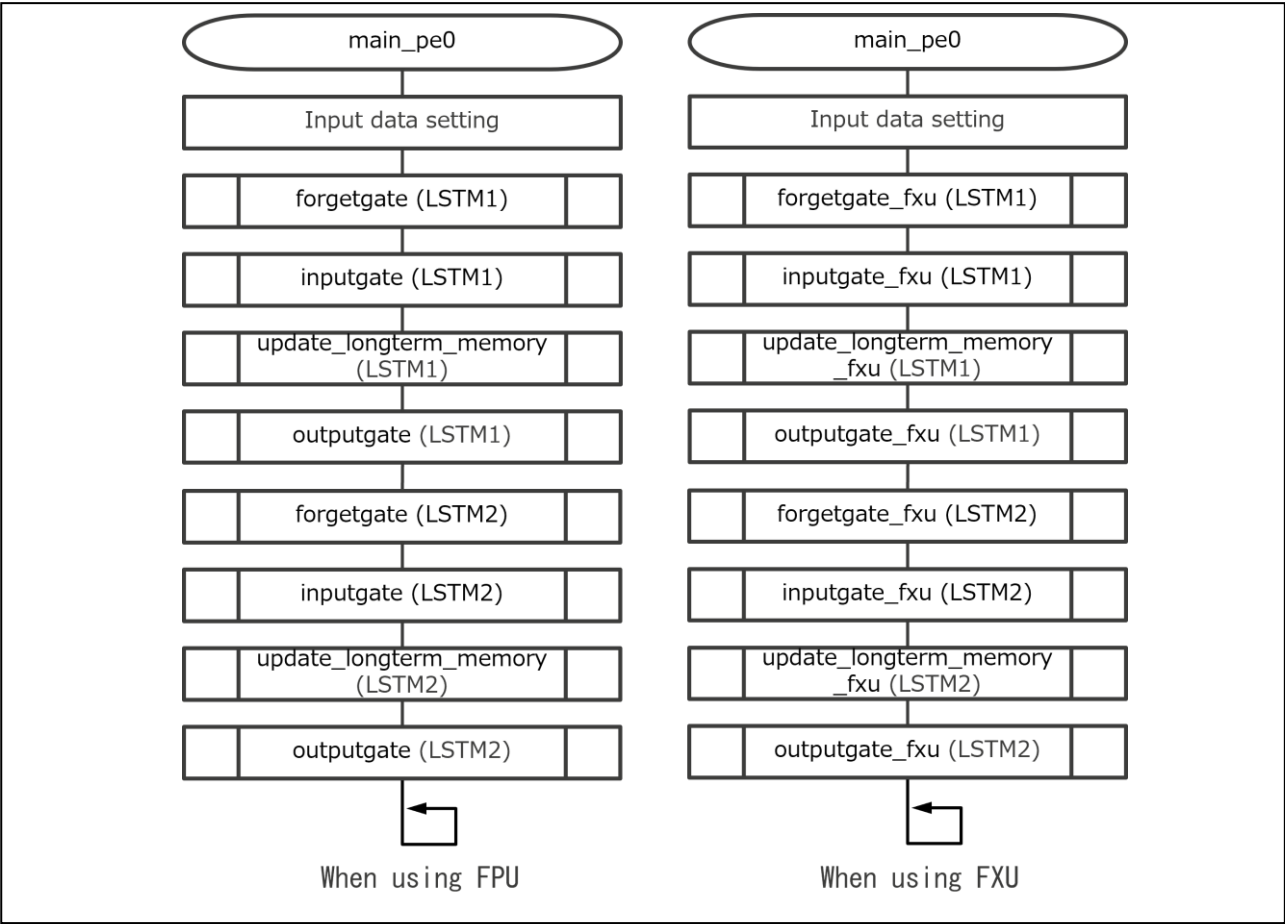 main_pe0
Input data setting
forgetgate (LSTM1)
inputgate (LSTM1)
update_longterm_memory
(LSTM1)
outputgate (LSTM1)
forgetgate (LSTM2)
inputgate (LSTM2)
update_longterm_memory
(LSTM2)
outputgate (LSTM2)
When using FPU
main_pe0
Input data setting
forgetgate_fxu (LSTM1)
inputgate_fxu (LSTM1)
update_longterm_memory
_fxu (LSTM1)
outputgate_fxu (LSTM1)
forgetgate_fxu (LSTM2)
inputgate_fxu (LSTM2)
update_longterm_memory
_fxu (LSTM2)
outputgate_fxu (LSTM2)
When using FXU